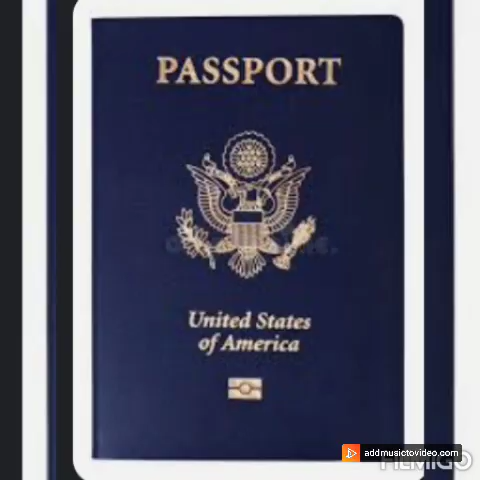 PASSPORT
United States
of America
addmusictovideo.com
FILMIGO